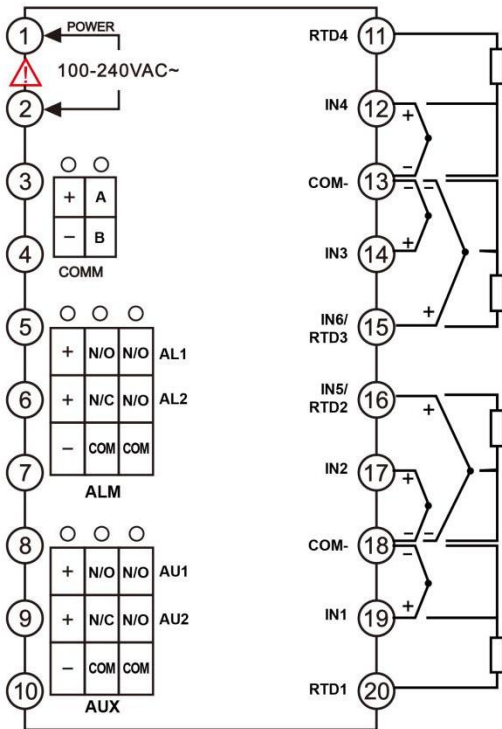 1 POWER
100-240VAC~
2
3
+ A
- B
4
COMM
5
+ N/O N/O AL1
6
+ N/C N/O AL2
- COM COM
7
ALM
8
+ N/O N/O AU1
9
+ N/C N/O AU2
- COM COM
10
AUX
RTD4 11
IN4 12 +
-
COM- 13 - - -
IN3 14 +
IN6/ 15 +
RTD3
IN5/ 16 +
RTD2
IN2 17 +
COM- 18 - - -
-
IN1 19 +
RTD1 20